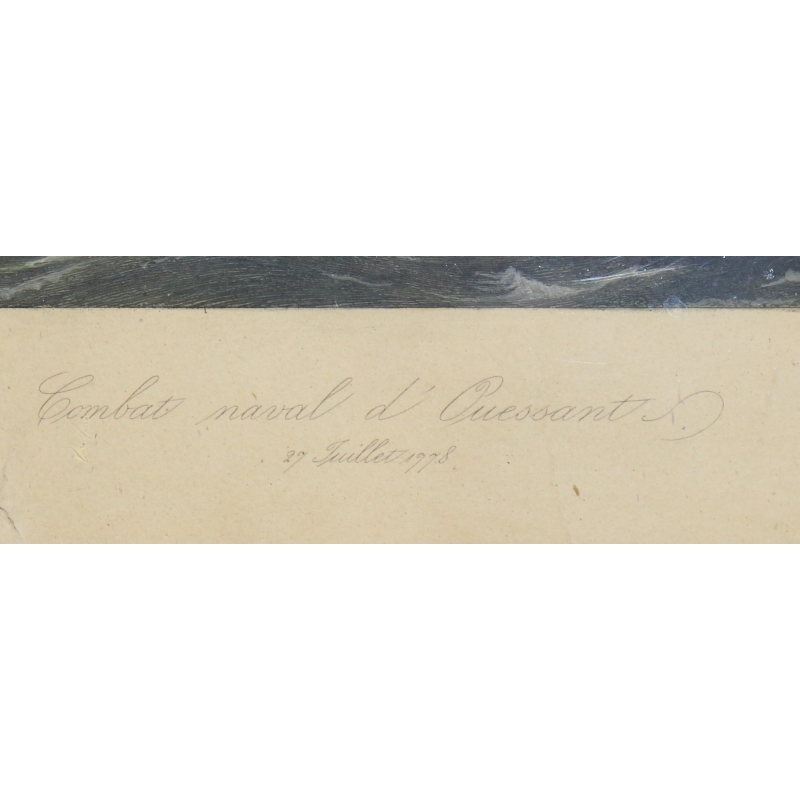 Combat naval d'Ouessant
27 Juillet 1778.